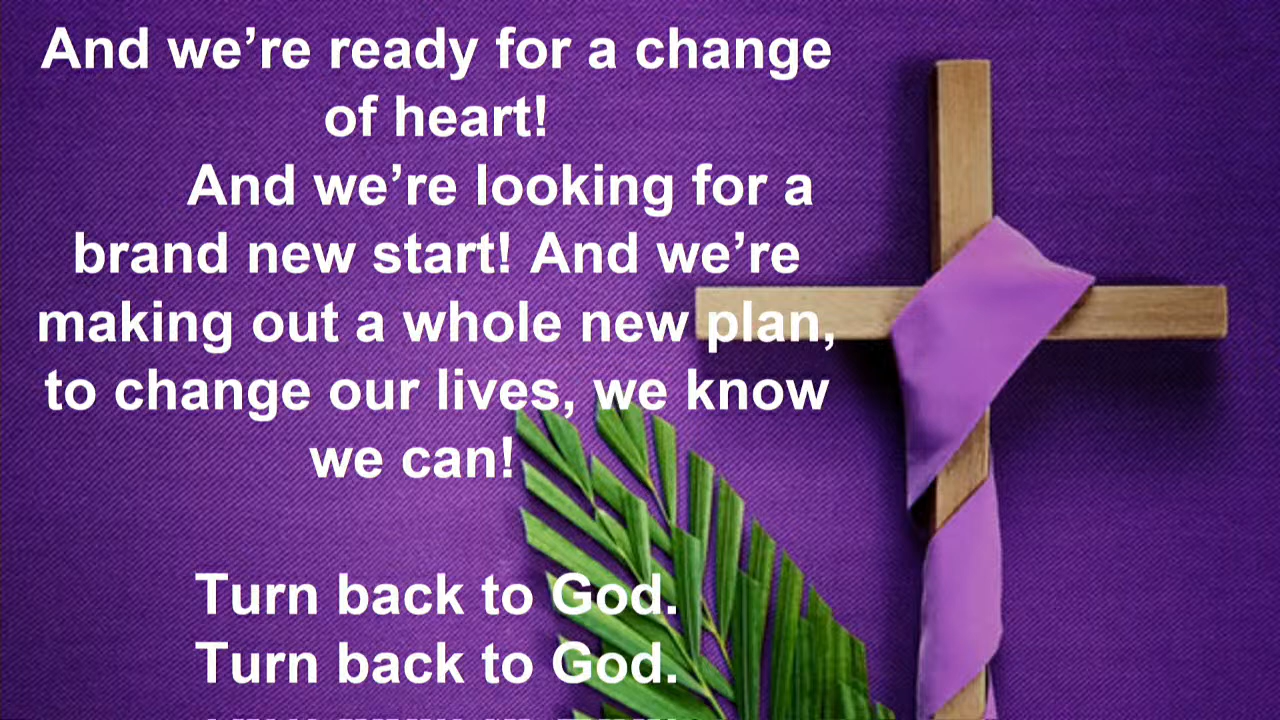 And we’re ready for a change
of heart!
And we’re looking for a
brand new start! And we’re
making out a whole new plan,
to change our lives, we know
we can!
Turn back to God.
Turn back to God.